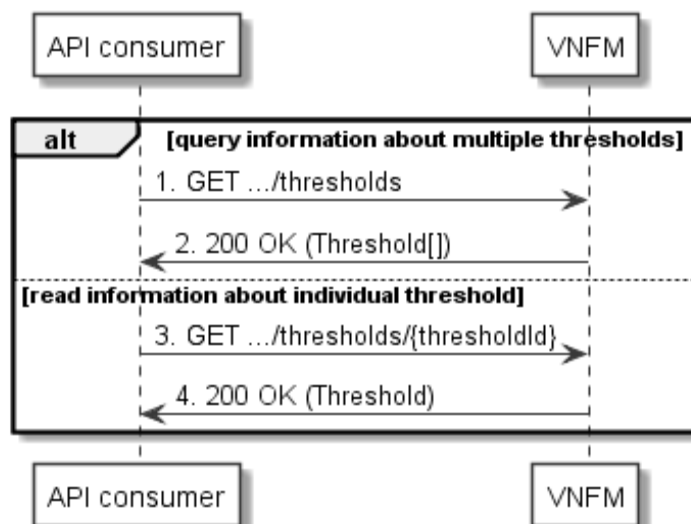 API consumer
VNFM
alt
[query information about multiple thresholds]
1. GET .../thresholds
2. 200 OK (Threshold[])
[read information about individual threshold]
3. GET .../thresholds/{thresholdId}
4. 200 OK (Threshold)
API consumer
VNFM